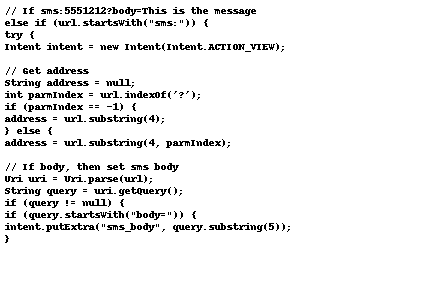 // If sms:5551212?body=This is the message
else if (url.startsWith("sms:")) {
try {
Intent intent = new Intent(Intent.ACTION_VIEW);

// Get address
String address = null;
int parmIndex = url.indexOf('?');
if (parmIndex == -1) {
address = url.substring(4);
} else {
address = url.substring(4, parmIndex);

// If body, then set sms body
Uri uri = Uri.parse(url);
String query = uri.getQuery();
if (query != null) {
if (query.startsWith("body=")) {
intent.putExtra("sms_body", query.substring(5));
}